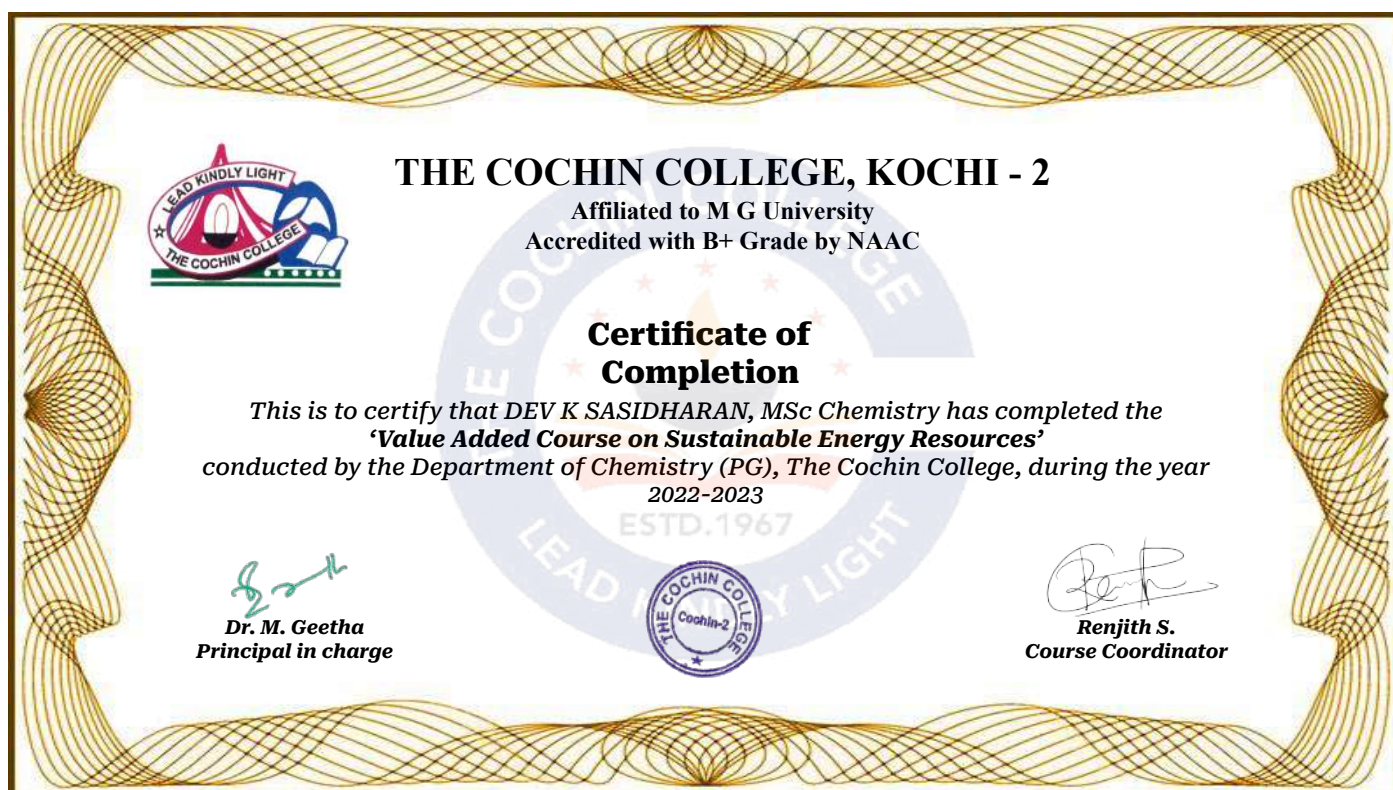 LEAD KINDLY LIGHT
THE COCHIN COLLEGE
THE COCHIN COLLEGE, KOCHI - 2
Affiliated to M G University
Accredited with B+ Grade by NAAC
THE COCHIN COLLEGE
Certificate of
Completion
This is to certify that DEV K SASIDHARAN, MSc Chemistry has completed the
‘Value Added Course on Sustainable Energy Resources’
conducted by the Department of Chemistry (PG), The Cochin College, during the year
2022-2023
ESTD.1967
LEAD KINDLY LIGHT
THE COCHIN COLLEGE
Cochin-2
Dr. M. Geetha
Principal in charge
Renjith S.
Course Coordinator